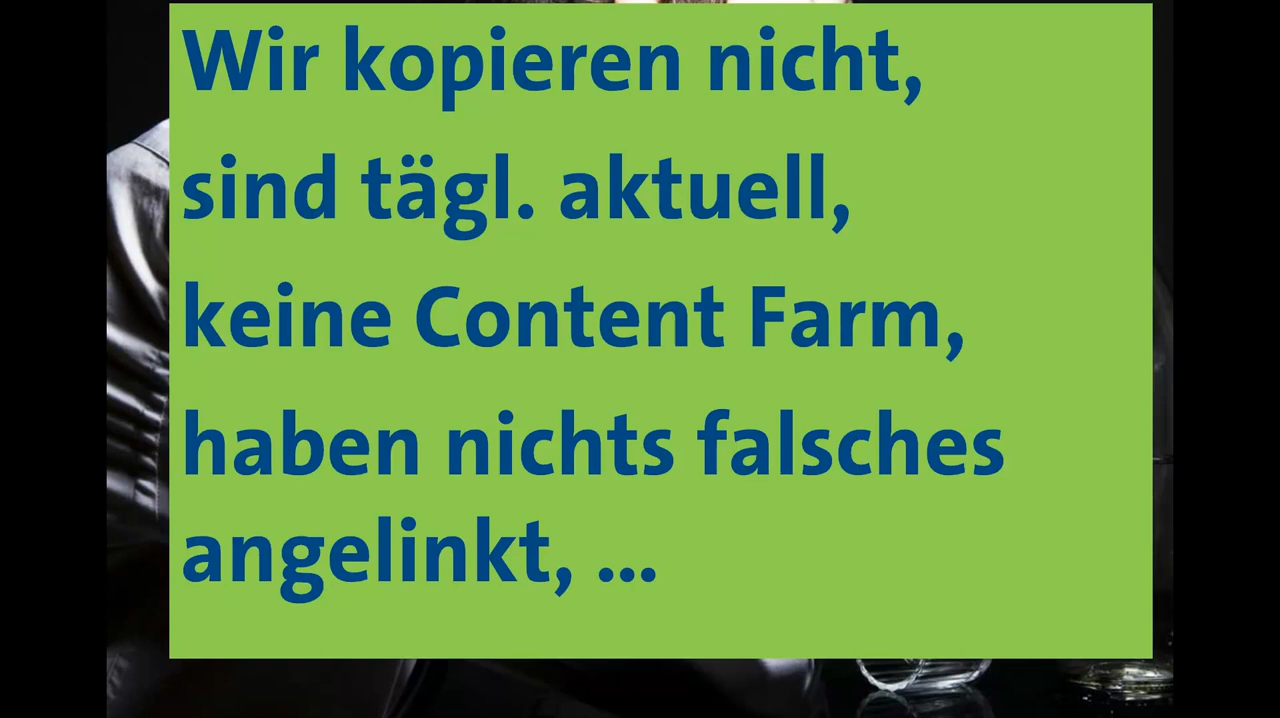 Wir kopieren nicht,
sind tägl. aktuell,
keine Content Farm,
haben nichts falsches
angelinkt, ...